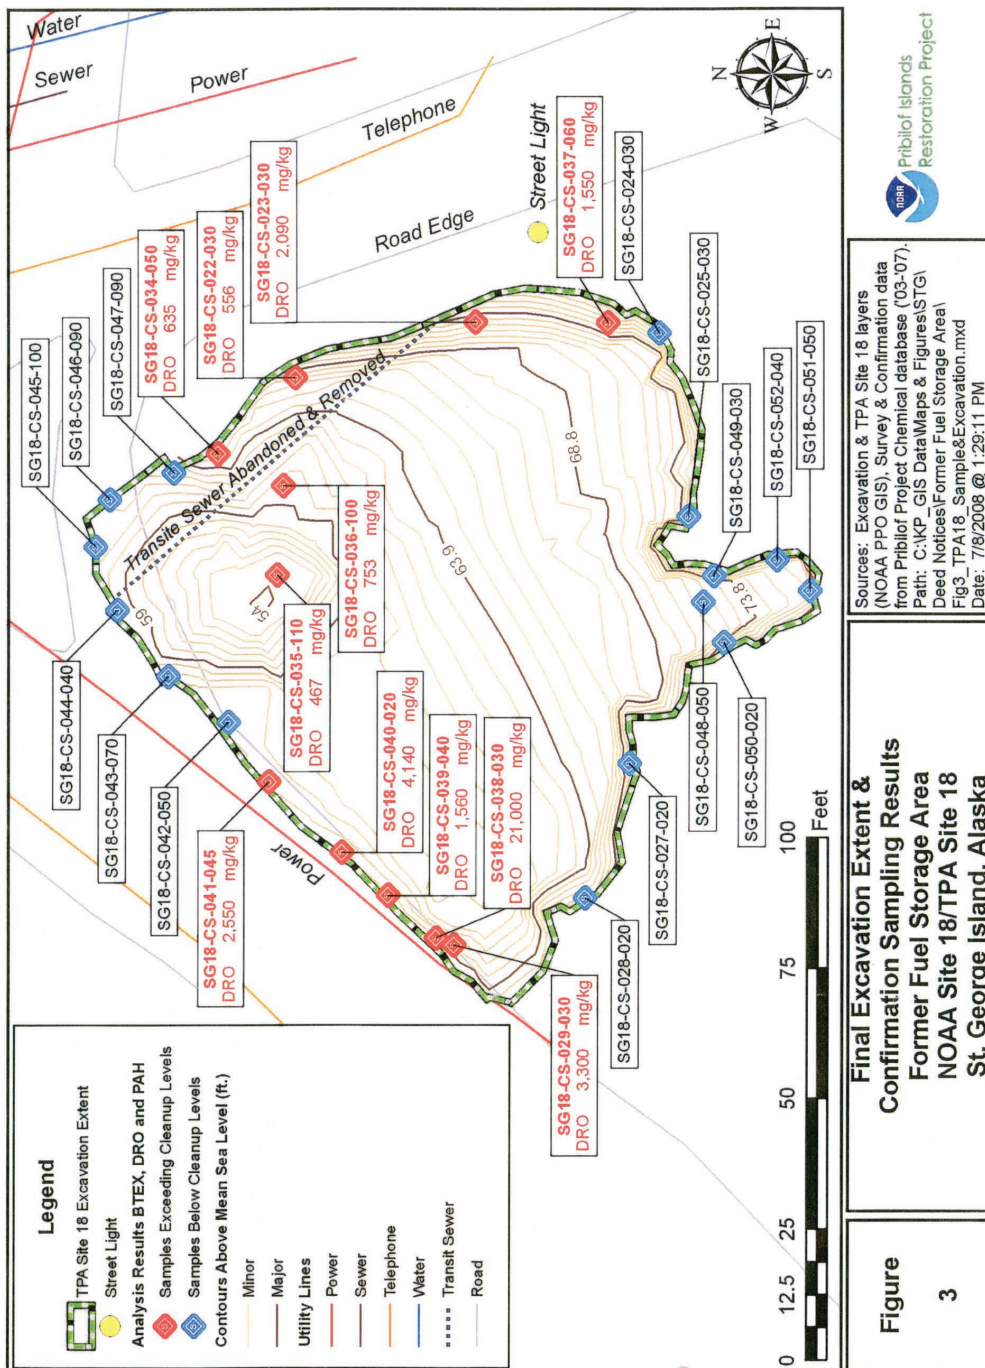 Legend
TPA Site 18 Excavation Extent
Street Light
Analysis Results BTEX, DRO and PAH
Samples Exceeding Cleanup Levels
Samples Below Cleanup Levels
Contours Above Mean Sea Level (ft.)
Minor
Major
Utility Lines
Power
Sewer
Telephone
Water
Transit Sewer
Road
SG18-CS-044-040
SG18-CS-045-100
SG18-CS-046-090
SG18-CS-047-090
SG18-CS-034-050
DRO 635 mg/kg
SG18-CS-022-030
DRO 556 mg/kg
SG18-CS-023-030
DRO 2,090 mg/kg
Water
Sewer
Power
Telephone
Road Edge
Street Light
SG18-CS-037-060
DRO 1,550 mg/kg
SG18-CS-024-030
SG18-CS-025-030
SG18-CS-049-030
SG18-CS-052-040
SG18-CS-051-050
SG18-CS-043-070
SG18-CS-042-050
SG18-CS-041-045
DRO 2,550 mg/kg
Power
Transite Sewer Abandoned & Removed
59
54
63.9
68.8
73.8
SG18-CS-036-100
DRO 753 mg/kg
SG18-CS-035-110
DRO 467 mg/kg
SG18-CS-040-020
DRO 4,140 mg/kg
SG18-CS-039-040
DRO 1,560 mg/kg
SG18-CS-038-030
DRO 21,000 mg/kg
SG18-CS-029-030
DRO 3,300 mg/kg
SG18-CS-028-020
SG18-CS-027-020
SG18-CS-050-020
SG18-CS-048-050
N
E
S
W
0 12.5 25 50 75 100
Feet
Figure
3
Final Excavation Extent &
Confirmation Sampling Results
Former Fuel Storage Area
NOAA Site 18/TPA Site 18
St. George Island, Alaska
Sources: Excavation & TPA Site 18 layers
(NOAA PPO GIS), Survey & Confirmation data
from Pribilof Project Chemical database ('03-'07).
Path: C:\KP_GIS Data\Maps & Figures\STG\
Deed Notices\Former Fuel Storage Area\
Fig3_TPA18_Sample&Excavation.mxd
Date: 7/8/2008 @ 1:29:11 PM
NOAA
Pribilof Islands
Restoration Project